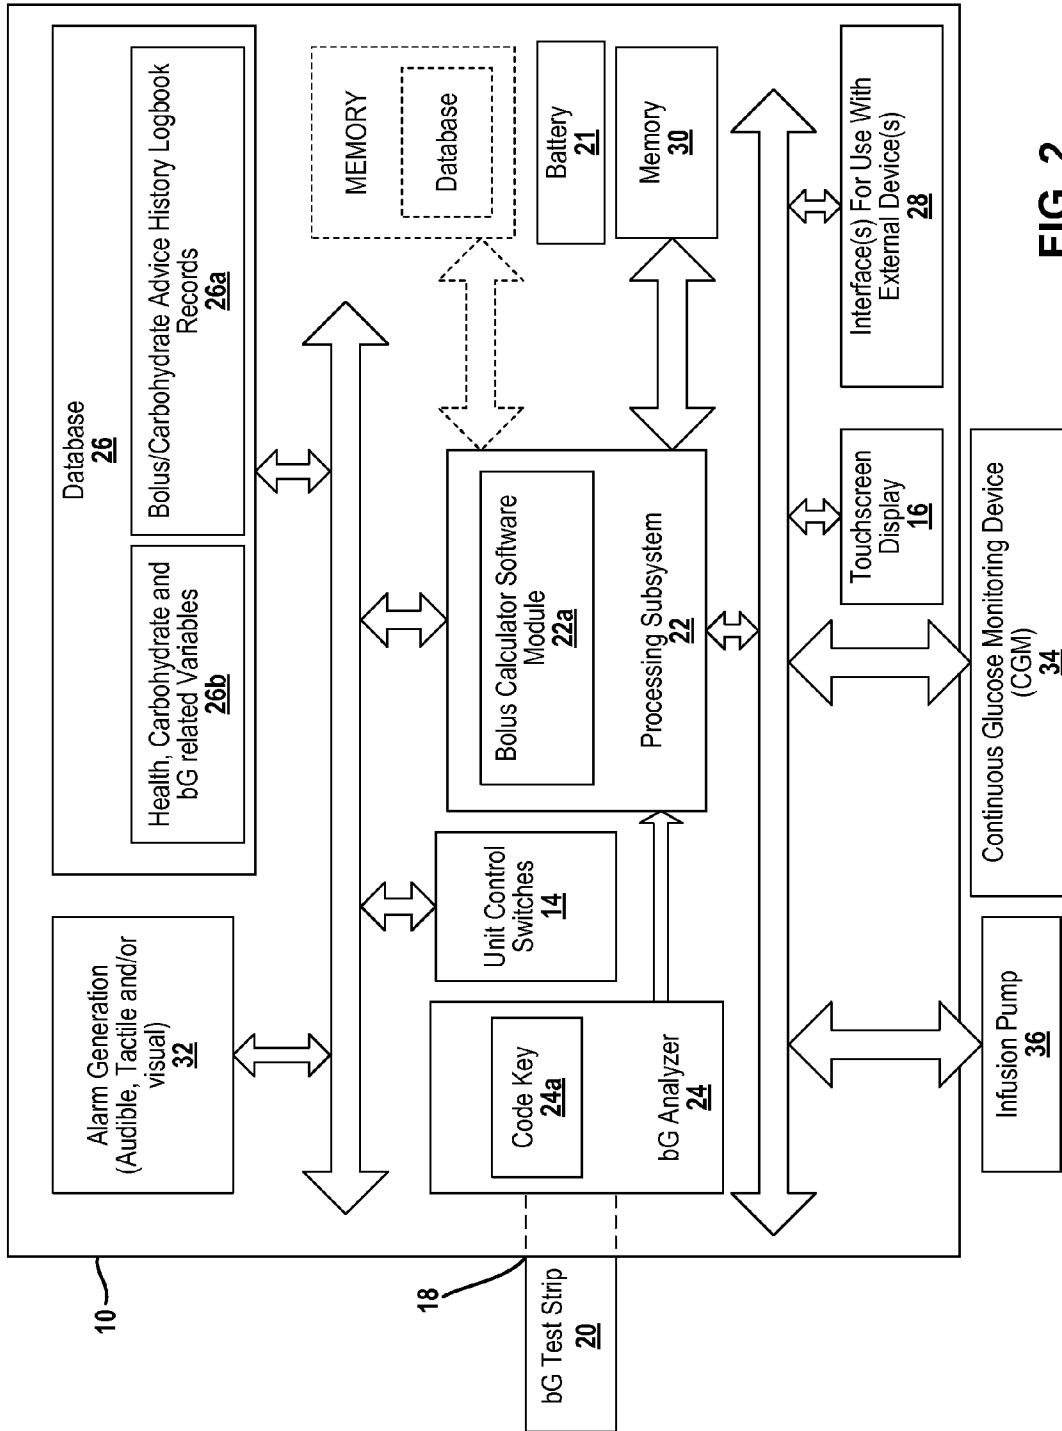 10
Alarm Generation
(Audible, Tactile and/or
visual)
32
Database
26
Health, Carbohydrate and
bG related Variables
26b
Bolus/Carbohydrate Advice History Logbook
Records
26a
MEMORY
Database
Battery
21
Memory
30
18
bG Test Strip
20
Code Key
24a
bG Analyzer
24
Unit Control
Switches
14
Bolus Calculator Software
Module
22a
Processing Subsystem
22
Infusion Pump
36
Continuous Glucose Monitoring Device
(CGM)
34
Touchscreen
Display
16
Interface(s) For Use With
External Device(s)
28
FIG. 2